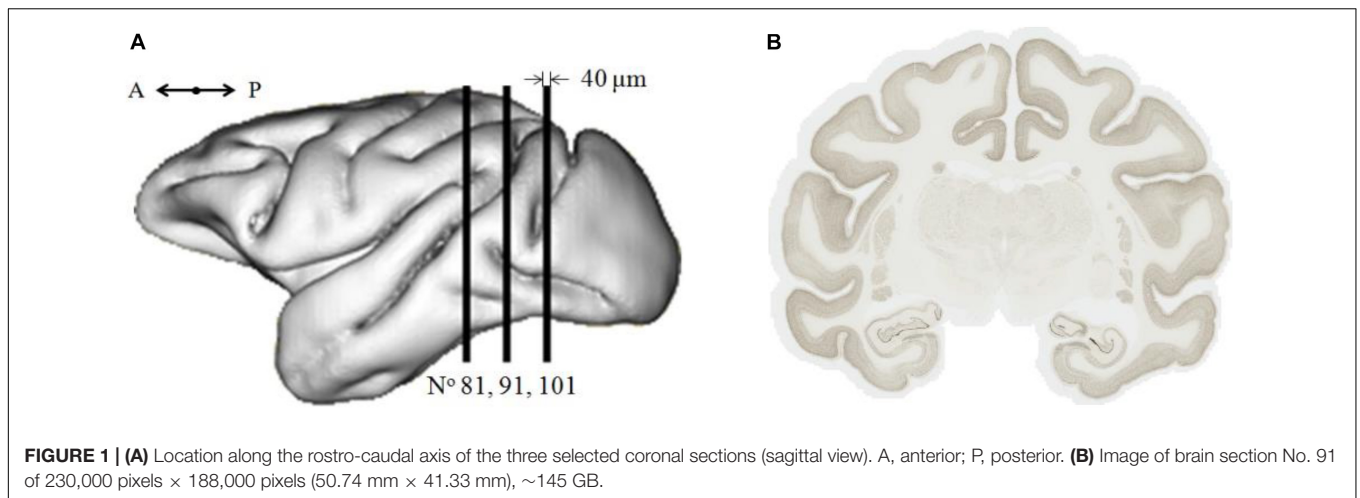 A
B
A P
40 μm
Nº 81, 91, 101
FIGURE 1 | (A) Location along the rostro-caudal axis of the three selected coronal sections (sagittal view). A, anterior; P, posterior. (B) Image of brain section No. 91
of 230,000 pixels × 188,000 pixels (50.74 mm × 41.33 mm), ~145 GB.